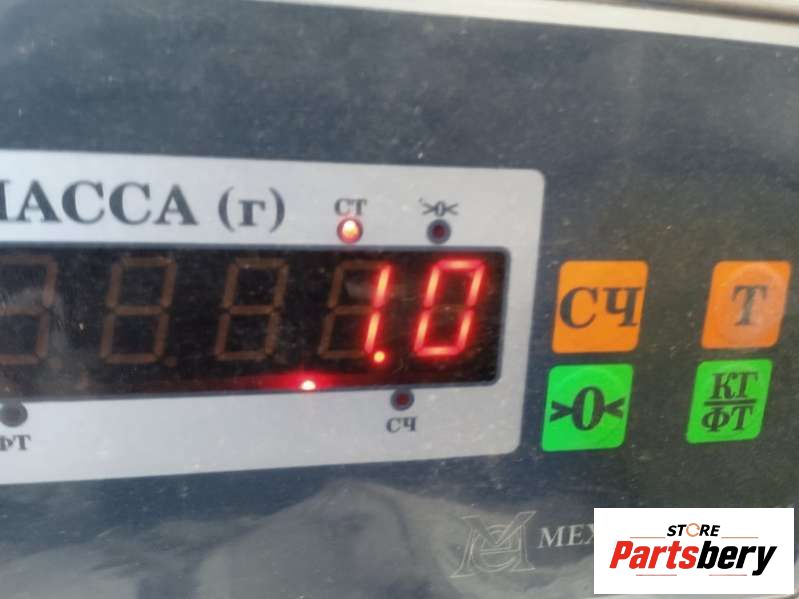 МАССА (г)
СТ >0<
1.0
СЧ Т
>0< КГ
ФТ
ФТ СЧ
МЕХ
STORE
Partsbery